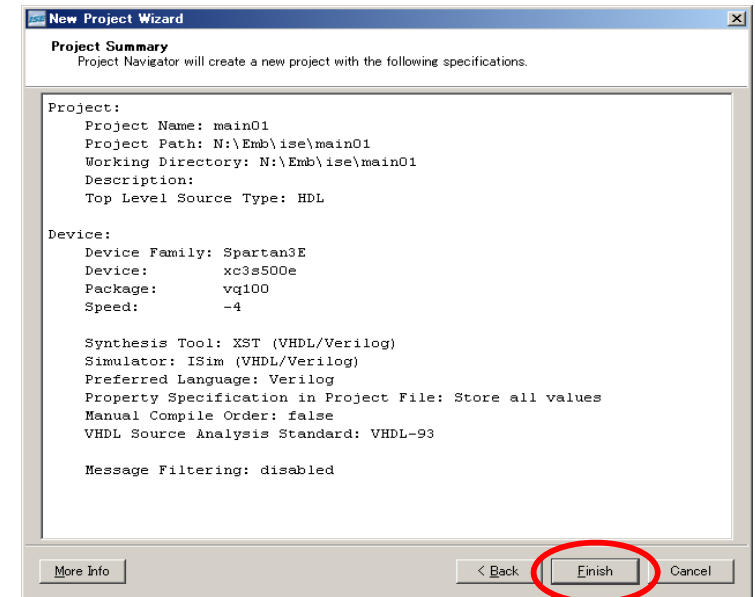 ISE New Project Wizard
Project Summary
Project Navigator will create a new project with the following specifications.
Project:
Project Name: main01
Project Path: N:\Emb\ise\main01
Working Directory: N:\Emb\ise\main01
Description:
Top Level Source Type: HDL
Device:
Device Family: Spartan3E
Device: xc3s500e
Package: vq100
Speed: -4
Synthesis Tool: XST (VHDL/Verilog)
Simulator: ISim (VHDL/Verilog)
Preferred Language: Verilog
Property Specification in Project File: Store all values
Manual Compile Order: false
VHDL Source Analysis Standard: VHDL-93
Message Filtering: disabled
More Info < Back Finish Cancel